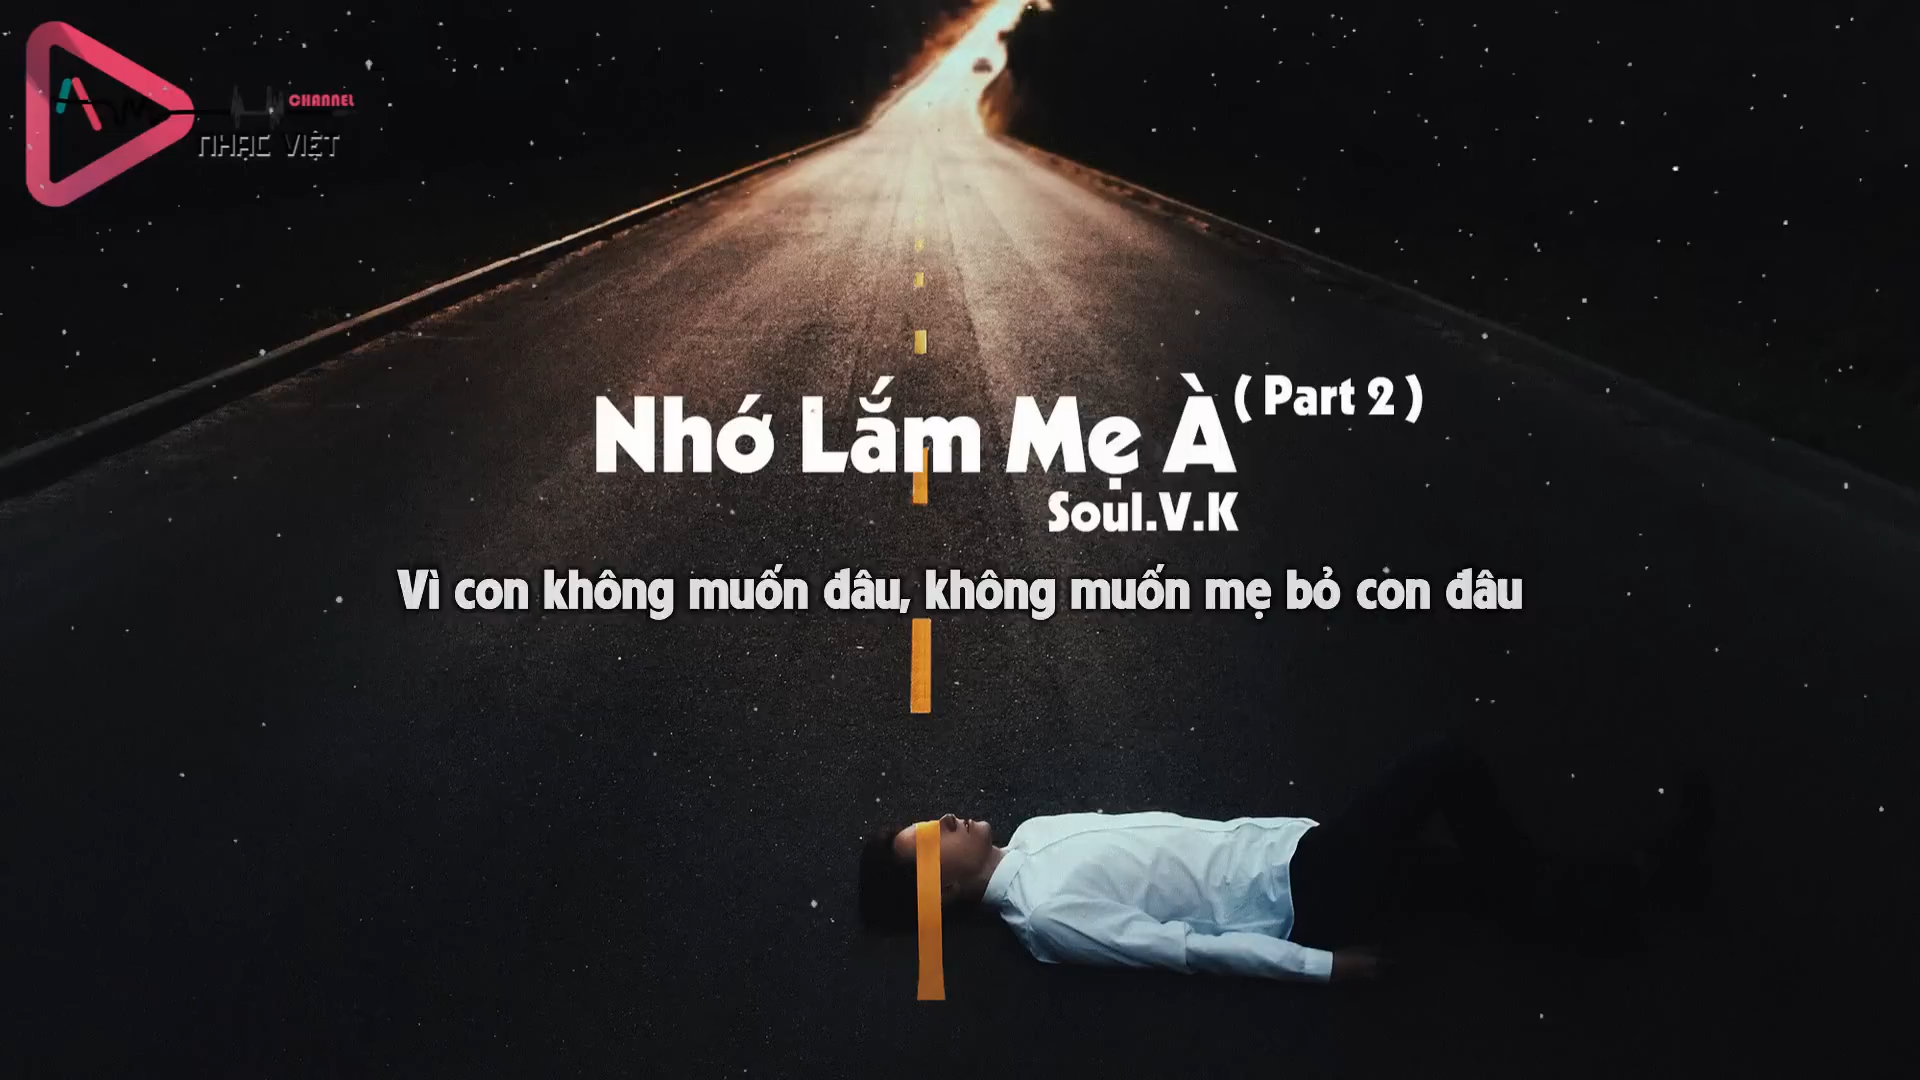 CHANNEL
NHẠC VIỆT
Nhớ Lắm Mẹ À ( Part 2 )
Soul.V.K
Vì con không muốn đâu, không muốn mẹ bỏ con đâu